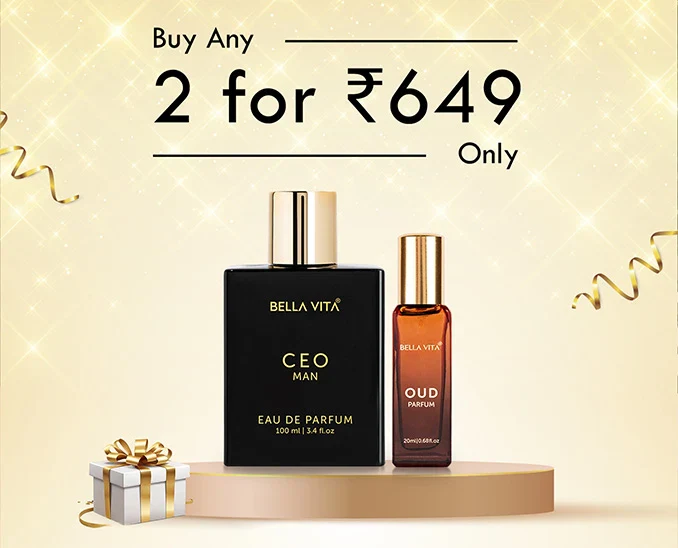 Buy Any
2 for ₹649
Only
BELLA VITA®
CEO
MAN
EAU DE PARFUM
100 ml | 3.4 fl.oz
BELLA VITA®
OUD
PARFUM
20ml|0.68fl.oz